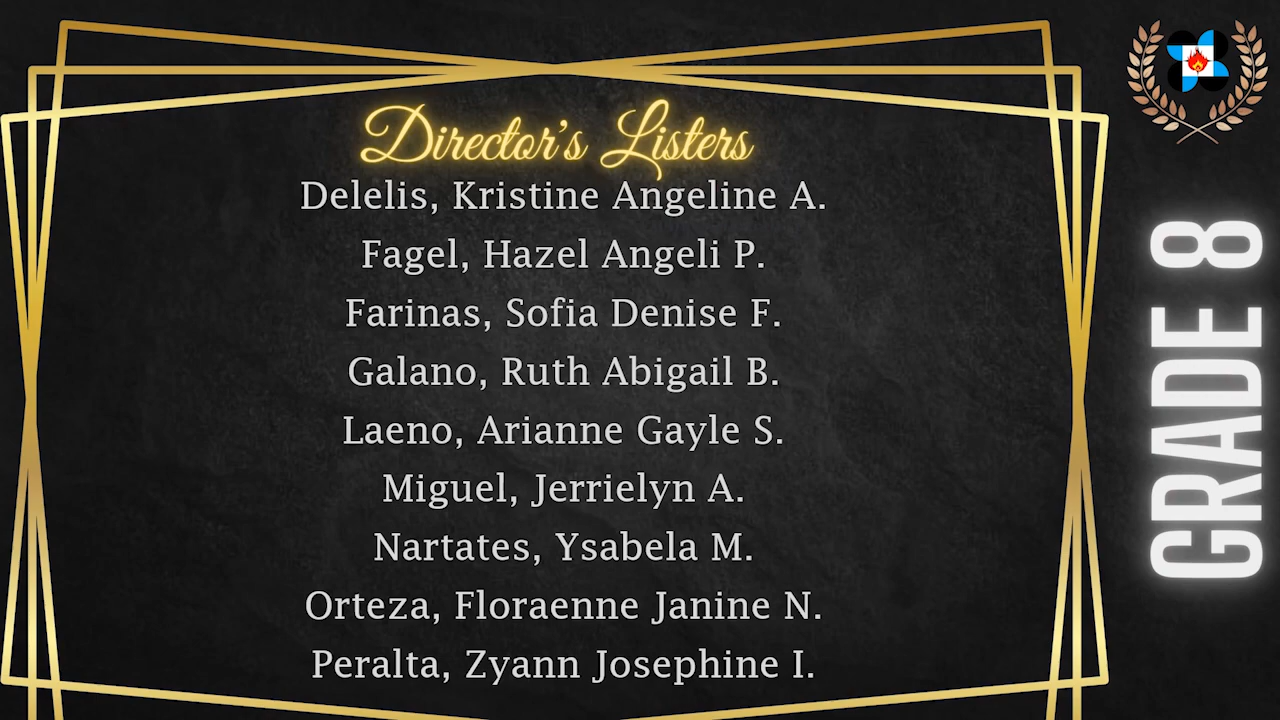 Director's Listers
Delelis, Kristine Angeline A.
Fagel, Hazel Angeli P.
Farinas, Sofia Denise F.
Galano, Ruth Abigail B.
Laeno, Arianne Gayle S.
Miguel, Jerrielyn A.
Nartates, Ysabela M.
Orteza, Floraenne Janine N.
Peralta, Zyann Josephine I.
GRADE 8